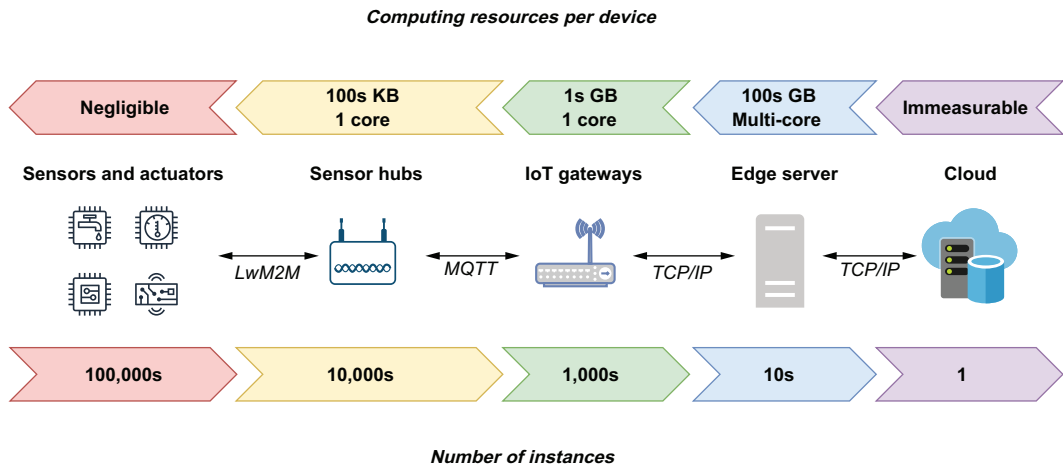 Computing resources per device
Negligible
100s KB
1 core
1s GB
1 core
100s GB
Multi-core
Immeasurable
Sensors and actuators
Sensor hubs
IoT gateways
Edge server
Cloud
LwM2M
MQTT
TCP/IP
TCP/IP
100,000s
10,000s
1,000s
10s
1
Number of instances